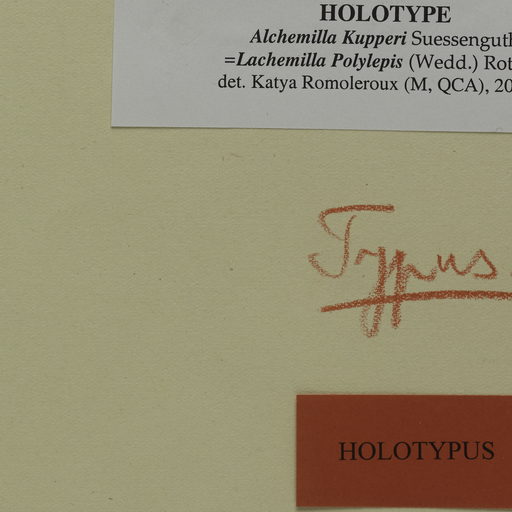 HOLOTYPE
Alchemilla Kupperi Suessenguth
=Lachemilla Polylepis (Wedd.) Rot
det. Katya Romoleroux (M, QCA), 20
Typus.
HOLOTYPUS